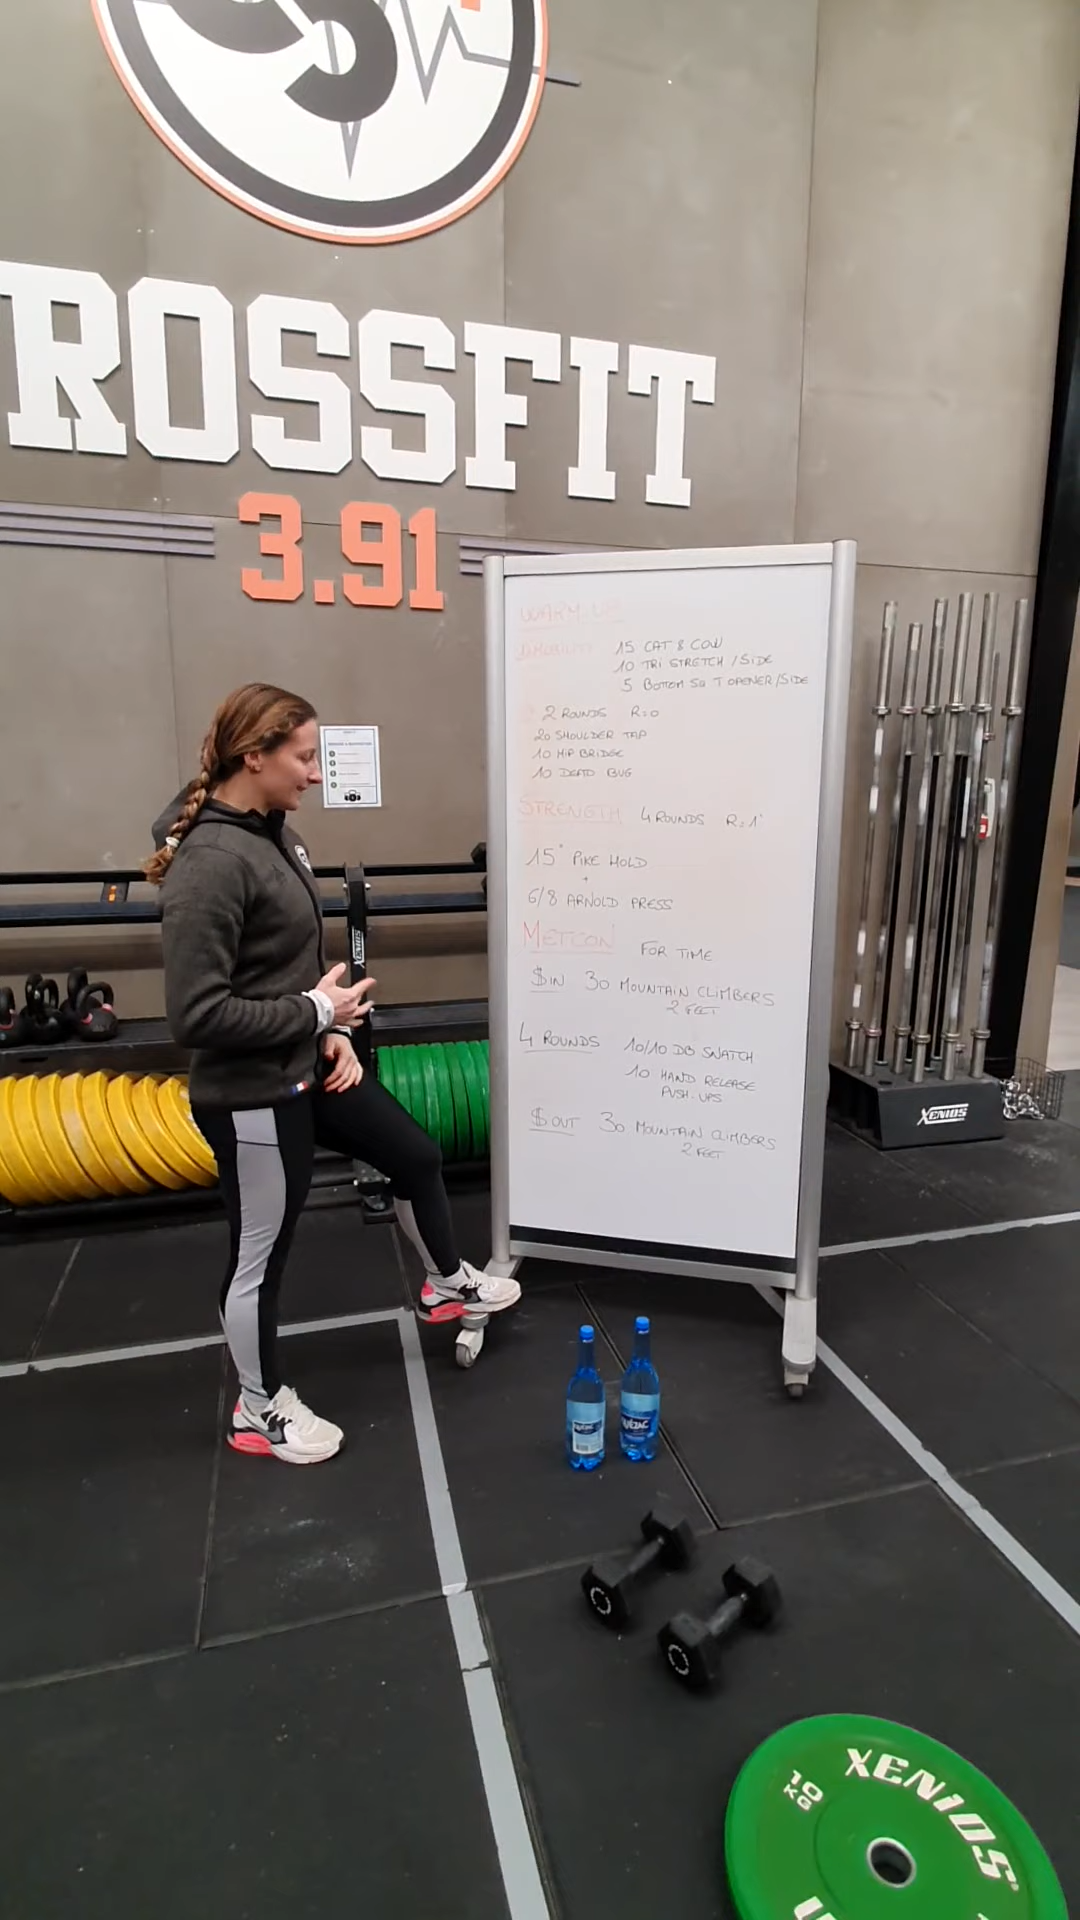 ROSSFIT
3.91
WARM-UP
MOBILITY 15 CAT & COW
10 TRI STRETCH / SIDE
5 BOTTOM SQ T OPENER/SIDE
2 ROUNDS R=0
20 SHOULDER TAP
10 HIP BRIDGE
10 DEAD BUG
STRENGTH 4 ROUNDS R=1'
15" PIKE HOLD
+
6/8 ARNOLD PRESS
METCON FOR TIME
$IN 30 MOUNTAIN CLIMBERS
2 FEET
4 ROUNDS 10/10 DB SNATCH
10 HAND RELEASE
PUSH-UPS
$OUT 30 MOUNTAIN CLIMBERS
2 FEET
XENIOS
XENIOS
10
KG
XENIOS